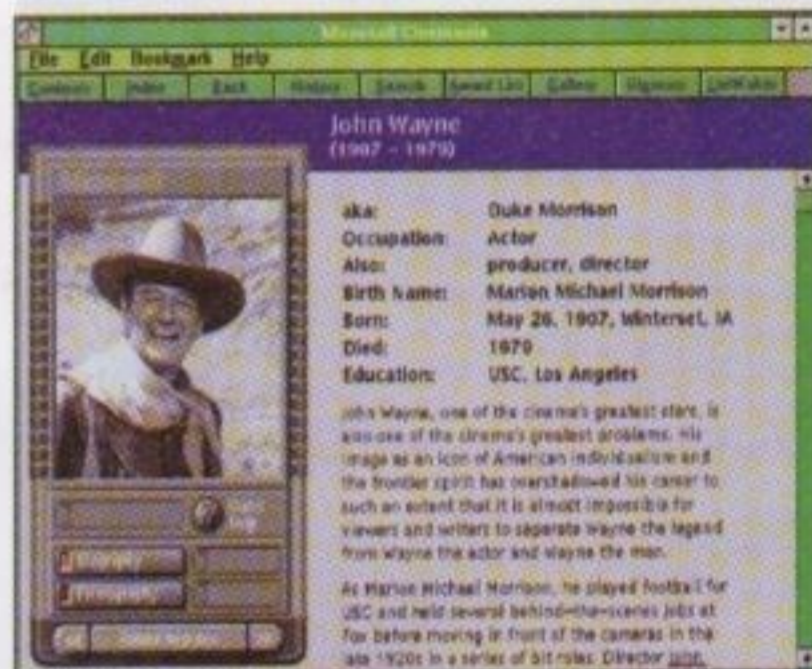 Microsoft Cinemania
File Edit Bookmark Help
Contents Index Back History Search Award List Gallery ListMaker
John Wayne
(1907 – 1979)
aka: Duke Morrison
Occupation: Actor
Also: producer, director
Birth Name: Marion Michael Morrison
Born: May 26, 1907, Winterset, IA
Died: 1979
Education: USC, Los Angeles
John Wayne, one of the cinema's greatest stars, is
also one of the cinema's greatest problems. His
image as an icon of American individualism and
the frontier spirit has overshadowed his career to
such an extent that it is almost impossible for
viewers and writers to separate Wayne the legend
from Wayne the actor and Wayne the man.
As Marion Michael Morrison, he played football for
USC and held several behind-the-scenes jobs at
Fox before moving in front of the cameras in the
late 1920s in a series of bit roles. Director John